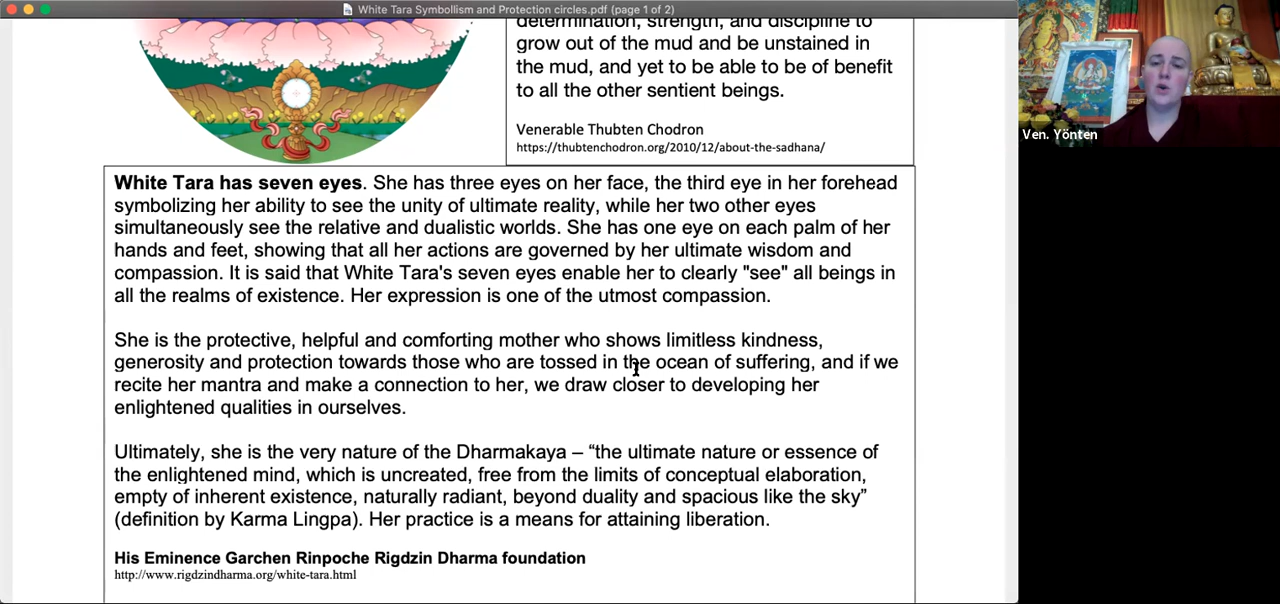 White Tara Symbollism and Protection circles.pdf (page 1 of 2)
determination, strength, and discipline to
grow out of the mud and be unstained in
the mud, and yet to be able to be of benefit
to all the other sentient beings.
Venerable Thubten Chodron
https://thubtenchodron.org/2010/12/about-the-sadhana/
White Tara has seven eyes. She has three eyes on her face, the third eye in her forehead
symbolizing her ability to see the unity of ultimate reality, while her two other eyes
simultaneously see the relative and dualistic worlds. She has one eye on each palm of her
hands and feet, showing that all her actions are governed by her ultimate wisdom and
compassion. It is said that White Tara's seven eyes enable her to clearly "see" all beings in
all the realms of existence. Her expression is one of the utmost compassion.
She is the protective, helpful and comforting mother who shows limitless kindness,
generosity and protection towards those who are tossed in the ocean of suffering, and if we
recite her mantra and make a connection to her, we draw closer to developing her
enlightened qualities in ourselves.
Ultimately, she is the very nature of the Dharmakaya – “the ultimate nature or essence of
the enlightened mind, which is uncreated, free from the limits of conceptual elaboration,
empty of inherent existence, naturally radiant, beyond duality and spacious like the sky”
(definition by Karma Lingpa). Her practice is a means for attaining liberation.
His Eminence Garchen Rinpoche Rigdzin Dharma foundation
http://www.rigdzindharma.org/white-tara.html
Ven. Yönten